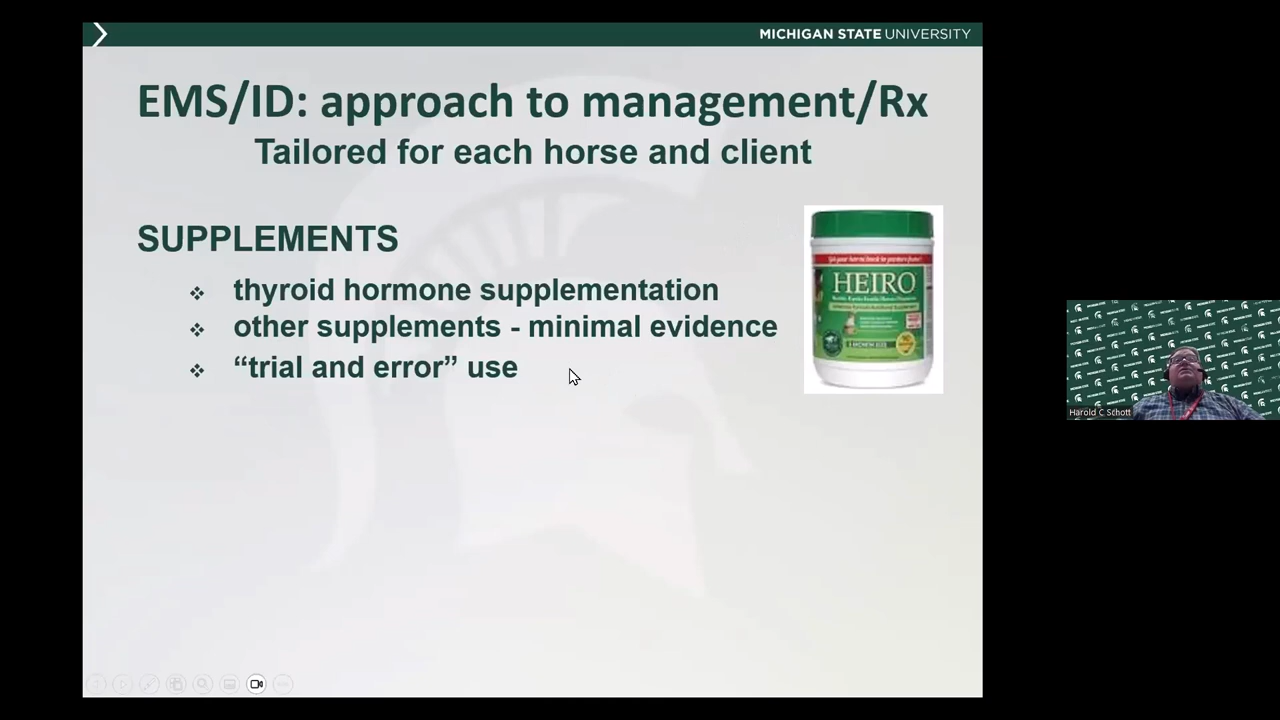 MICHIGAN STATE UNIVERSITY
EMS/ID: approach to management/Rx
Tailored for each horse and client
SUPPLEMENTS
❖ thyroid hormone supplementation
❖ other supplements - minimal evidence
❖ “trial and error” use
HEIRO
Harold C Schott